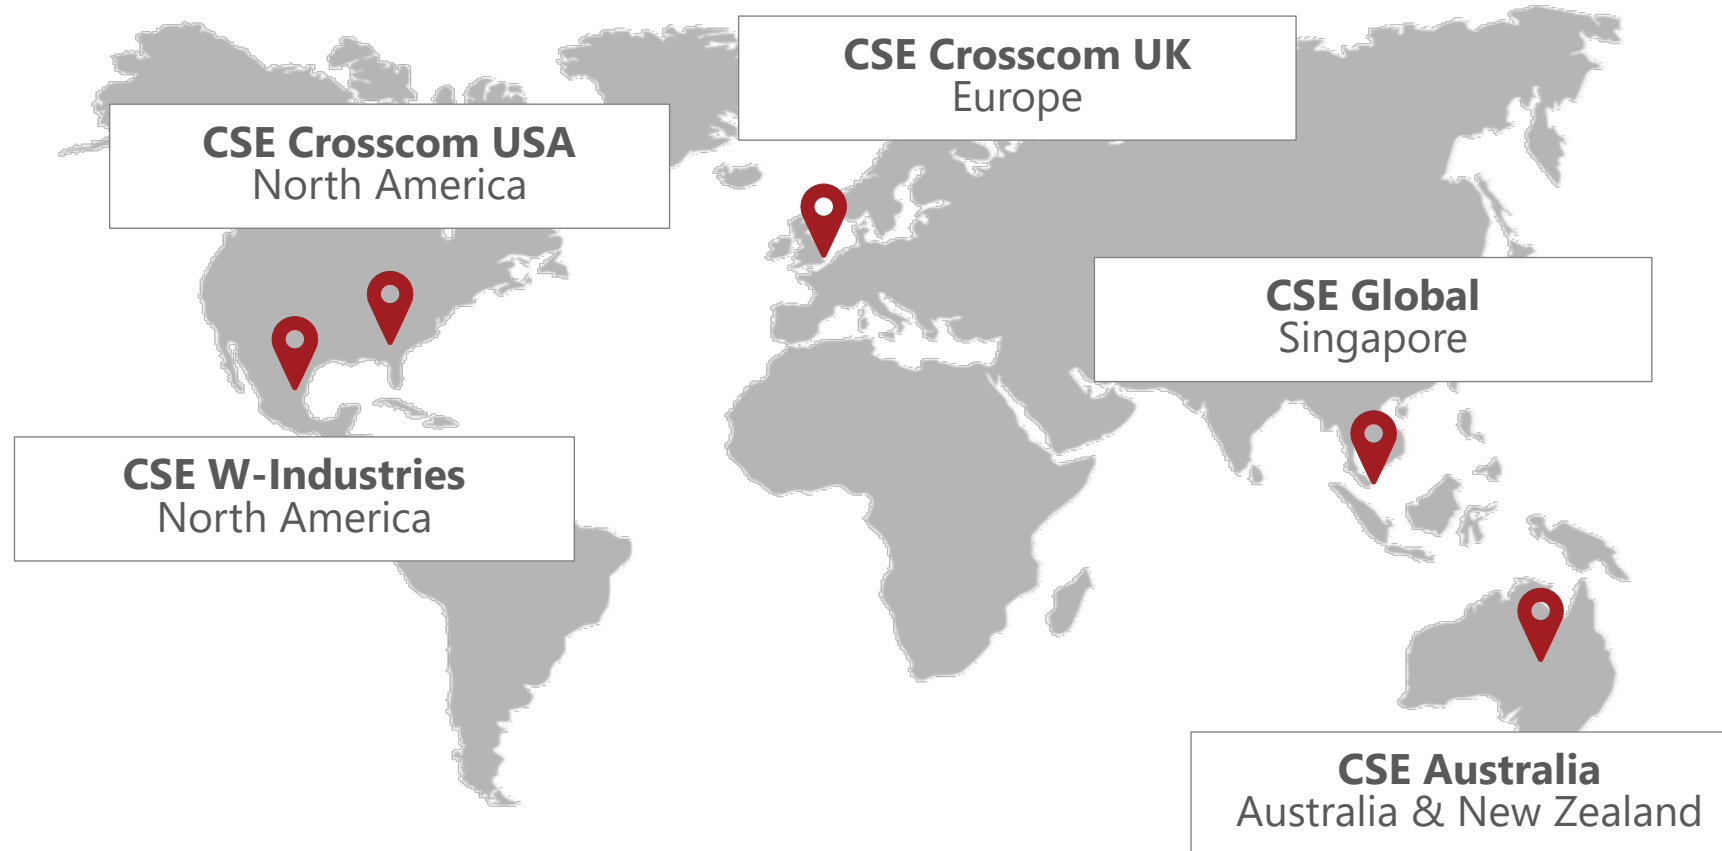 CSE Crosscom UK
Europe
CSE Crosscom USA
North America
CSE Global
Singapore
CSE W-Industries
North America
CSE Australia
Australia & New Zealand